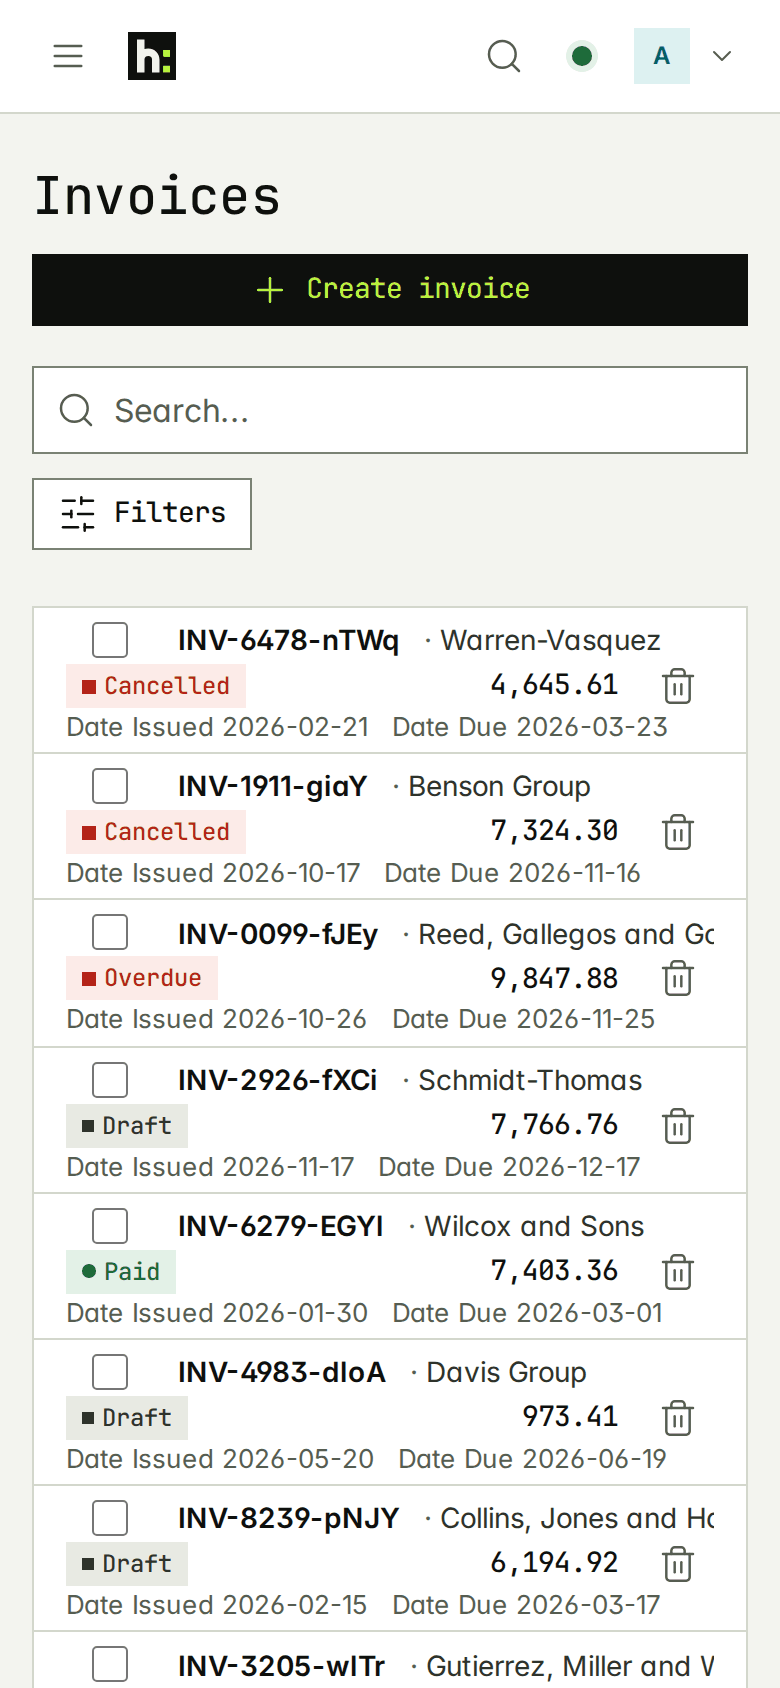 h:
A
Invoices
Create invoice
Search...
Filters
INV-6478-nTWq · Warren-Vasquez
Cancelled 4,645.61
Date Issued 2026-02-21 Date Due 2026-03-23
INV-1911-giaY · Benson Group
Cancelled 7,324.30
Date Issued 2026-10-17 Date Due 2026-11-16
INV-0099-fJEy · Reed, Gallegos and
Overdue 9,847.88
Date Issued 2026-10-26 Date Due 2026-11-25
INV-2926-fXCi · Schmidt-Thomas
Draft 7,766.76
Date Issued 2026-11-17 Date Due 2026-12-17
INV-6279-EGYl · Wilcox and Sons
Paid 7,403.36
Date Issued 2026-01-30 Date Due 2026-03-01
INV-4983-dIoA · Davis Group
Draft 973.41
Date Issued 2026-05-20 Date Due 2026-06-19
INV-8239-pNJY · Collins, Jones and
Draft 6,194.92
Date Issued 2026-02-15 Date Due 2026-03-17
INV-3205-wITr · Gutierrez, Miller and